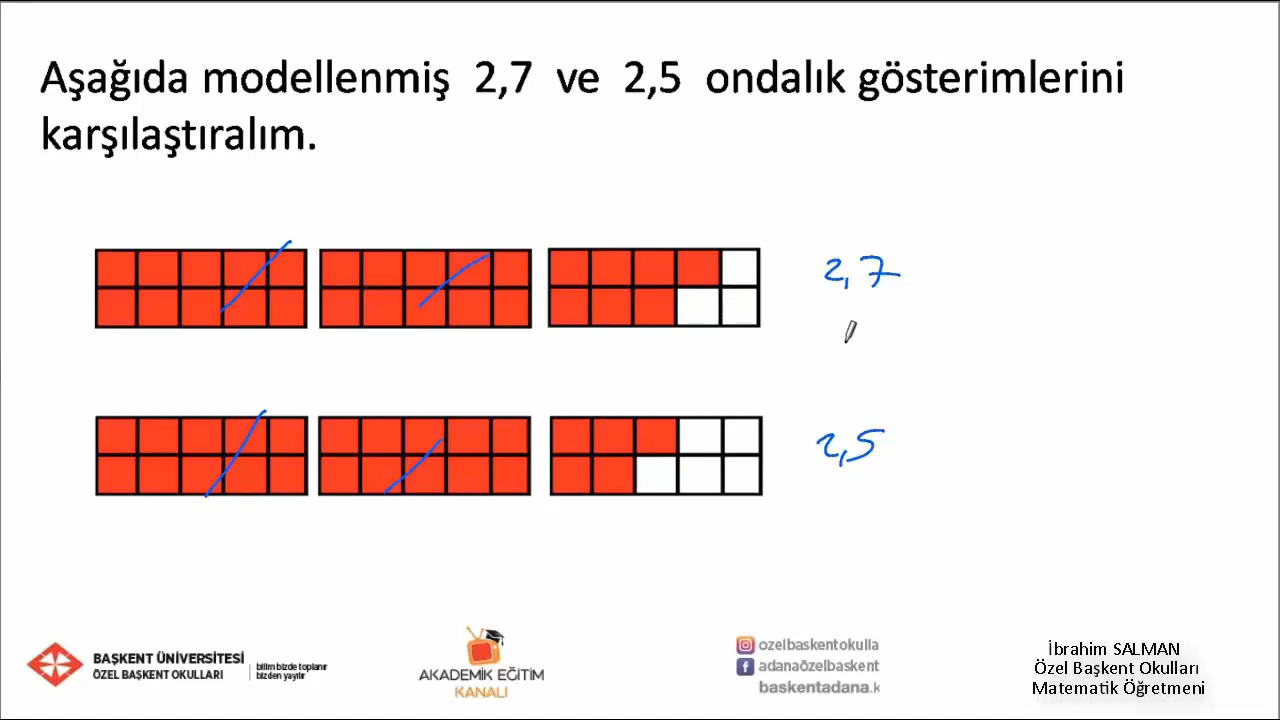 Aşağıda modellenmiş 2,7 ve 2,5 ondalık gösterimlerini
karşılaştıralım.
2,7
2,5
BAŞKENT ÜNİVERSİTESİ
ÖZEL BAŞKENT OKULLARI
bilim bizde toplanır
bizden yayılır
AKADEMİK EĞİTİM
KANALI
ozelbaskentokulla
adanaözelbaskent
baskentadana.k
İbrahim SALMAN
Özel Başkent Okulları
Matematik Öğretmeni